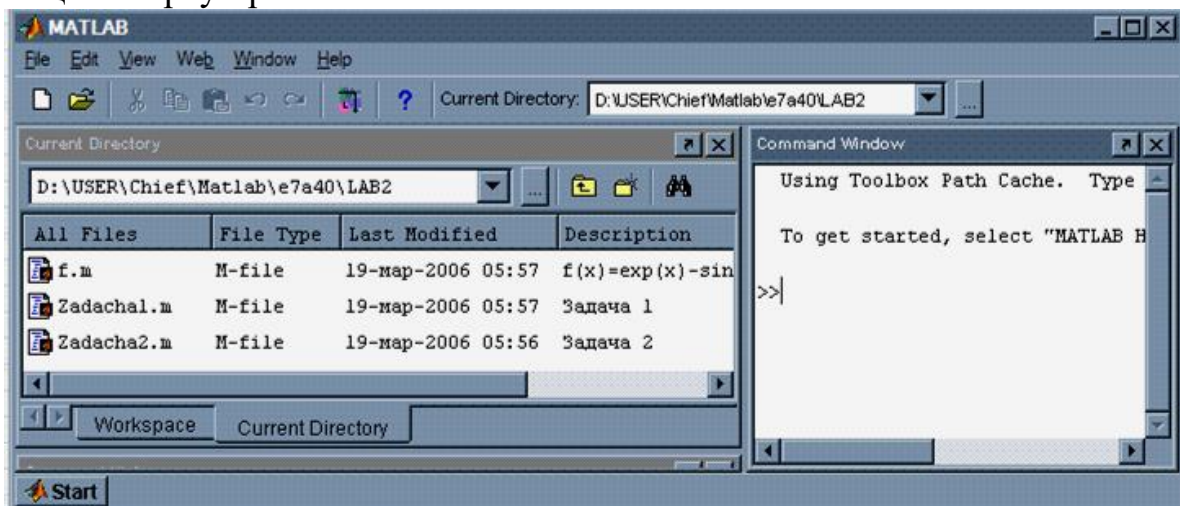 MATLAB
File Edit View Web Window Help
Current Directory: D:\USER\Chief\Matlab\e7a40\LAB2 ...
Current Directory
D:\USER\Chief\Matlab\e7a40\LAB2 ...
All Files File Type Last Modified Description
f.m M-file 19-мар-2006 05:57 f(x)=exp(x)-sin
Zadacha1.m M-file 19-мар-2006 05:57 Задача 1
Zadacha2.m M-file 19-мар-2006 05:56 Задача 2
Workspace Current Directory
Command Window
Using Toolbox Path Cache. Type
To get started, select "MATLAB H
>>
Start